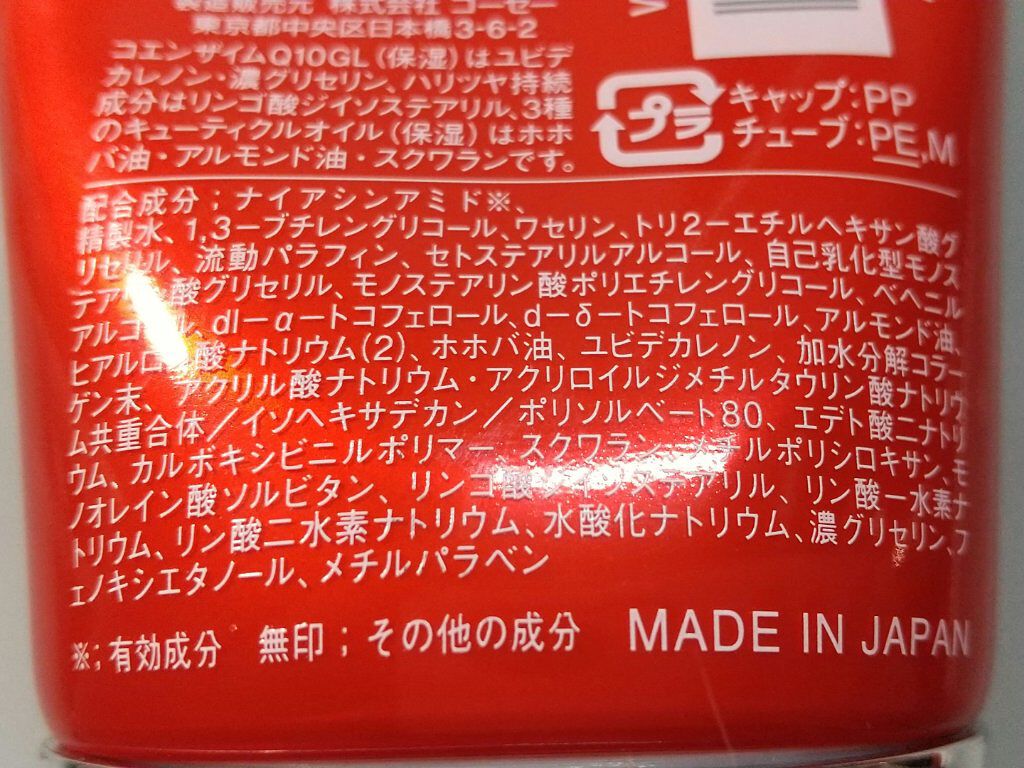 製造販売元 株式会社 コーセー
東京都中央区日本橋3-6-2
コエンザイムQ10GL(保湿)はユビデ
カレノン・濃グリセリン、ハリツヤ持続
成分はリンゴ酸ジイソステアリル、3種
のキューティクルオイル(保湿)はホホ
バ油・アルモンド油・スクワランです。
プラ
キャップ:PP
チューブ:PE,M
配合成分;ナイアシンアミド※、
精製水、1,3ーブチレングリコール、ワセリン、トリ2ーエチルヘキサン酸グ
リセリル、流動パラフィン、セトステアリルアルコール、自己乳化型モノス
テアリン酸グリセリル、モノステアリン酸ポリエチレングリコール、ベヘニル
アルコール、dlーαートコフェロール、dーδートコフェロール、アルモンド油、
ヒアルロン酸ナトリウム(2)、ホホバ油、ユビデカレノン、加水分解コラー
ゲン末、アクリル酸ナトリウム・アクリロイルジメチルタウリン酸ナトリウ
ム共重合体/イソヘキサデカン/ポリソルベート80、エデト酸二ナトリ
ウム、カルボキシビニルポリマー、スクワラン、メチルポリシロキサン、モ
ノオレイン酸ソルビタン、リンゴ酸ジイソステアリル、リン酸一水素ナ
トリウム、リン酸二水素ナトリウム、水酸化ナトリウム、濃グリセリン、フ
ェノキシエタノール、メチルパラベン
※;有効成分 無印;その他の成分 MADE IN JAPAN